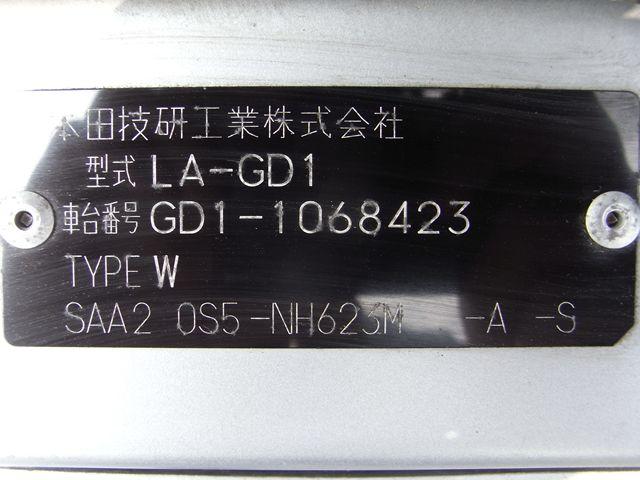 本田技研工業株式会社
型式 LA-GD1
車台番号 GD1-1068423
TYPE W
SAA2 0S5-NH623M -A -S